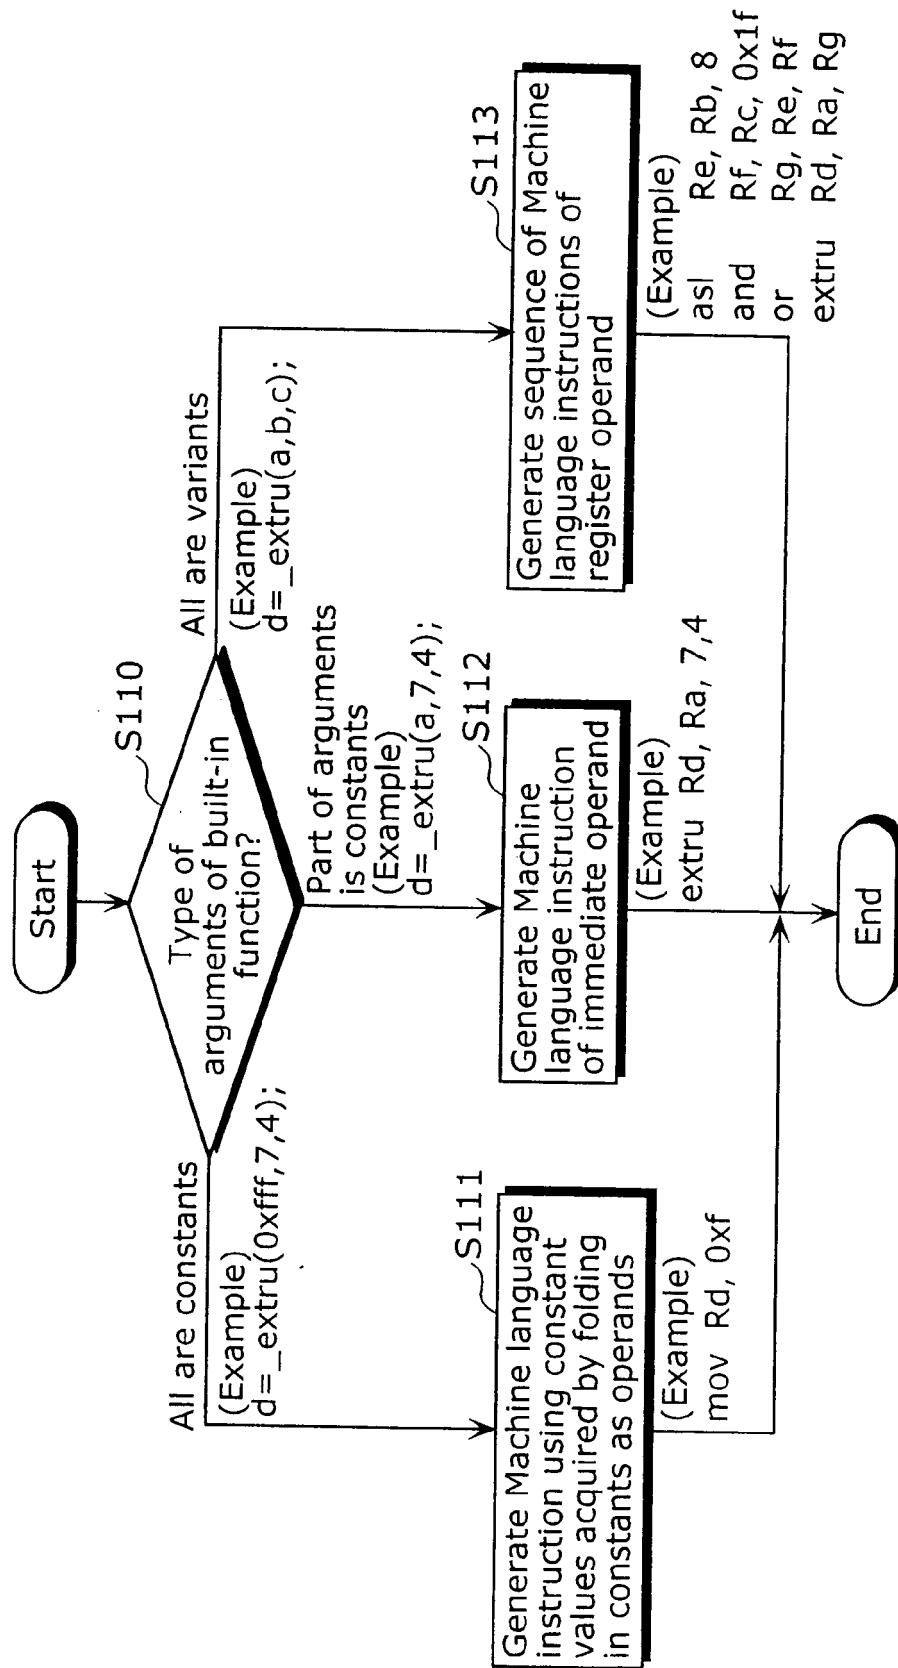 Start
S110
Type of
arguments of built-in
function?
All are constants
(Example)
d=_extru(0xfff,7,4);
Part of arguments
is constants
(Example)
d=_extru(a,7,4);
All are variants
(Example)
d=_extru(a,b,c);
S111
Generate Machine language
instruction using constant
values acquired by folding
in constants as operands
(Example)
mov Rd, 0xf
S112
Generate Machine
language instruction
of immediate operand
(Example)
extru Rd, Ra, 7,4
S113
Generate sequence of Machine
language instructions of
register operand
(Example)
asl Re, Rb, 8
and Rf, Rc, 0x1f
or Rg, Re, Rf
extru Rd, Ra, Rg
End